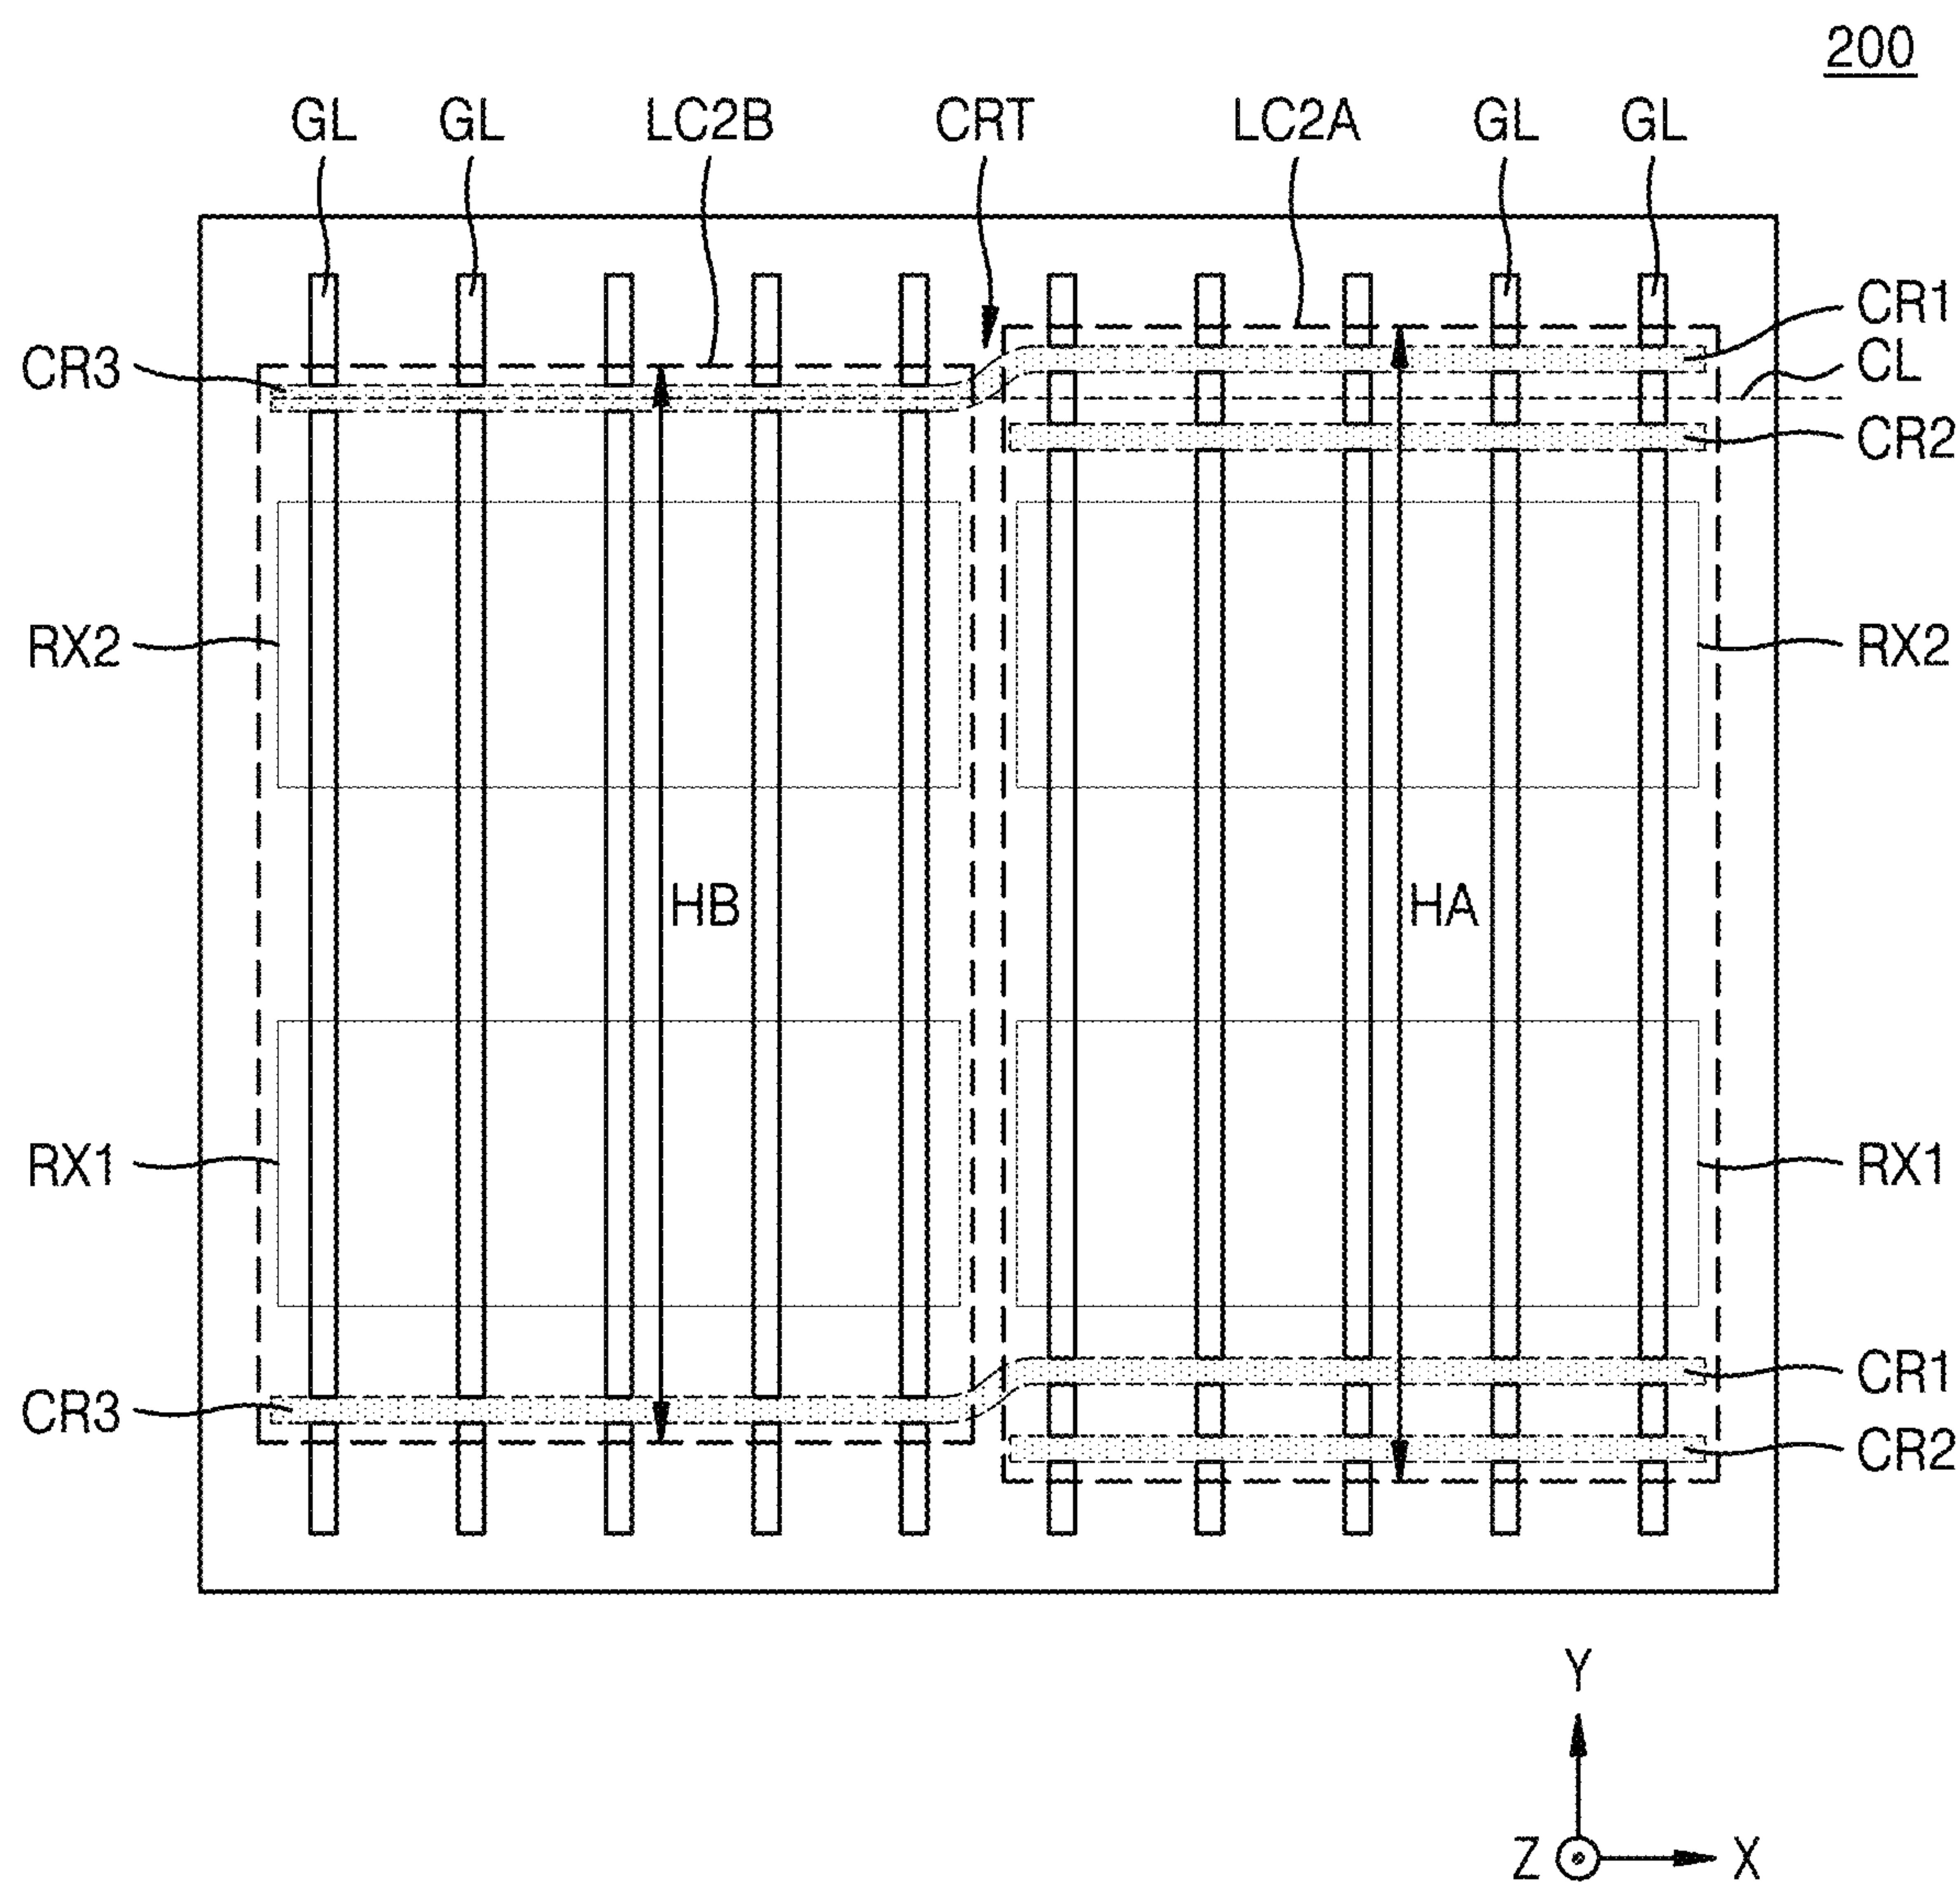 200
GL GL LC2B CRT LC2A GL GL
CR1
CR3 CL
CR2
RX2 RX2
HB HA
RX1 RX1
CR1
CR3
CR2
Y
Z X